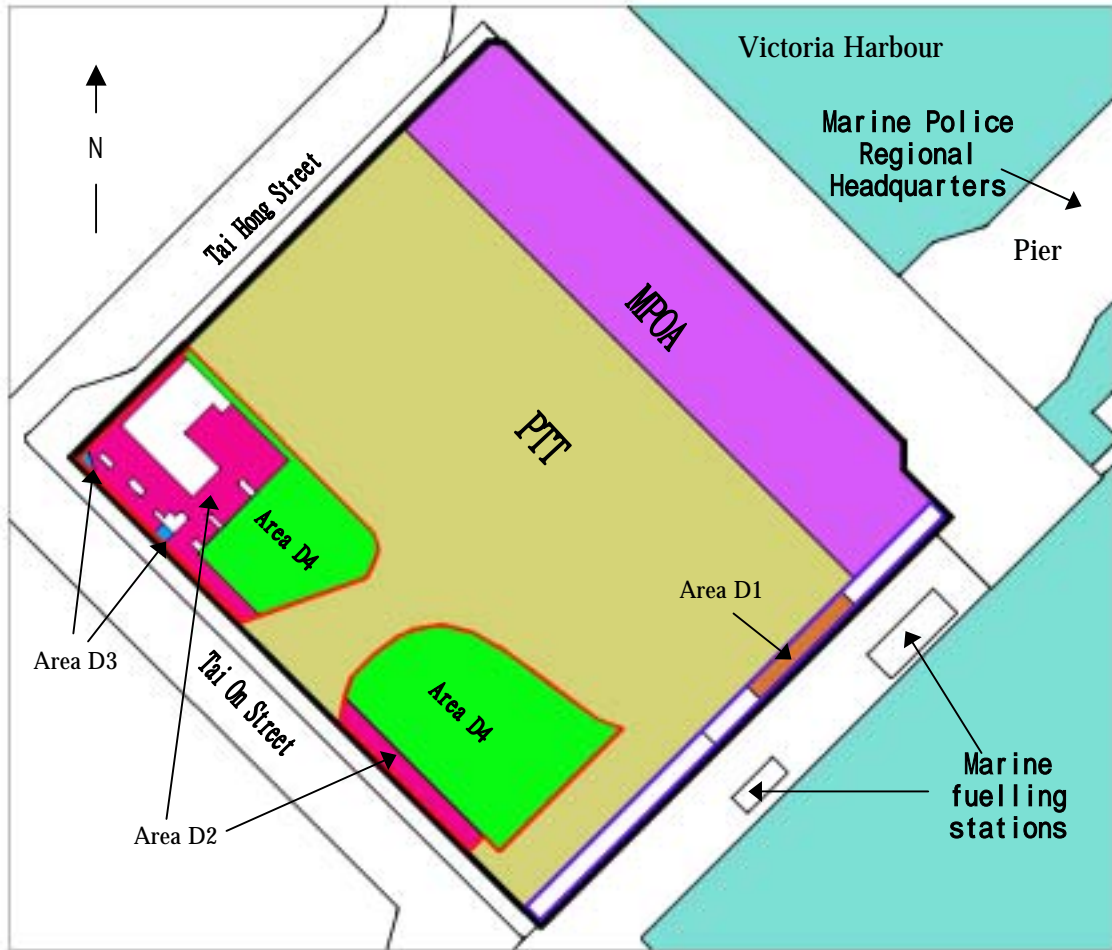 Victoria Harbour
Marine Police
Regional
Headquarters
N
Pier
Tai Hong Street
MPOA
PTT
Area D4
Area D1
Area D3
Tai On Street
Area D4
Marine
fuelling
stations
Area D2